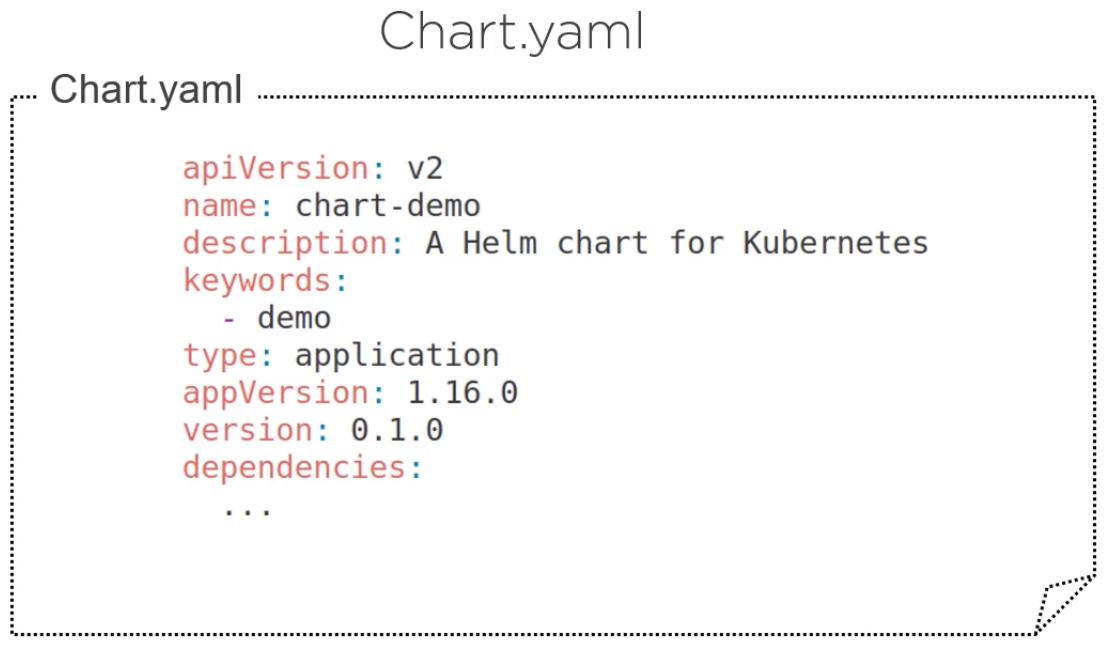 Chart.yaml
Chart.yaml
apiVersion: v2
name: chart-demo
description: A Helm chart for Kubernetes
keywords:
  - demo
type: application
appVersion: 1.16.0
version: 0.1.0
dependencies:
  ...